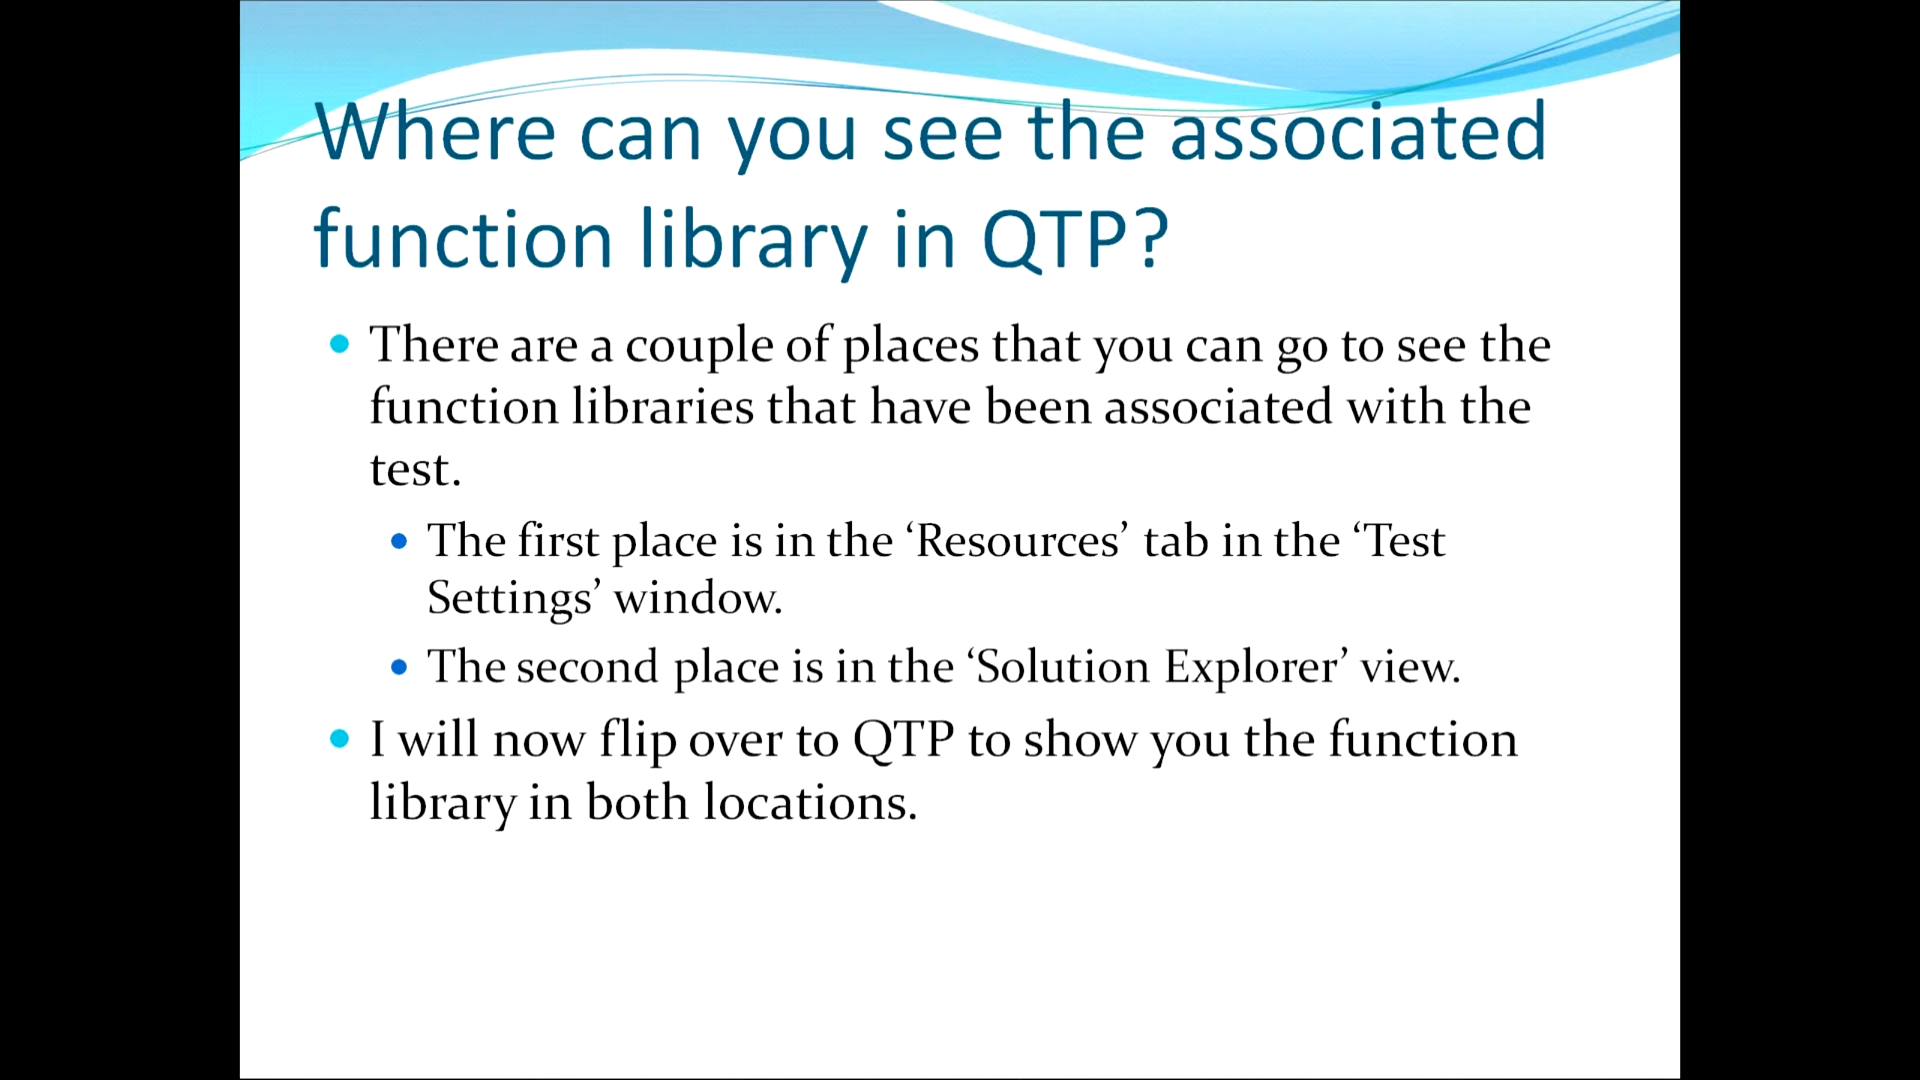 Where can you see the associated
function library in QTP?
There are a couple of places that you can go to see the
function libraries that have been associated with the
test.
The first place is in the ‘Resources’ tab in the ‘Test
Settings’ window.
The second place is in the ‘Solution Explorer’ view.
I will now flip over to QTP to show you the function
library in both locations.